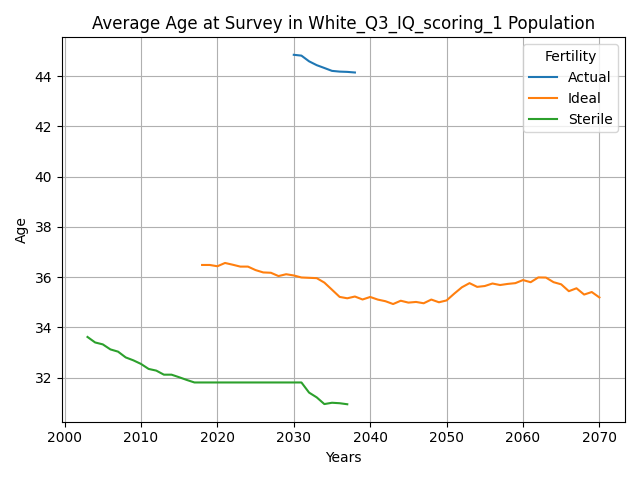 Average Age at Survey in White_Q3_IQ_scoring_1 Population
Fertility
Actual
Ideal
Sterile
Age
44
42
40
38
36
34
32
2000 2010 2020 2030 2040 2050 2060 2070
Years